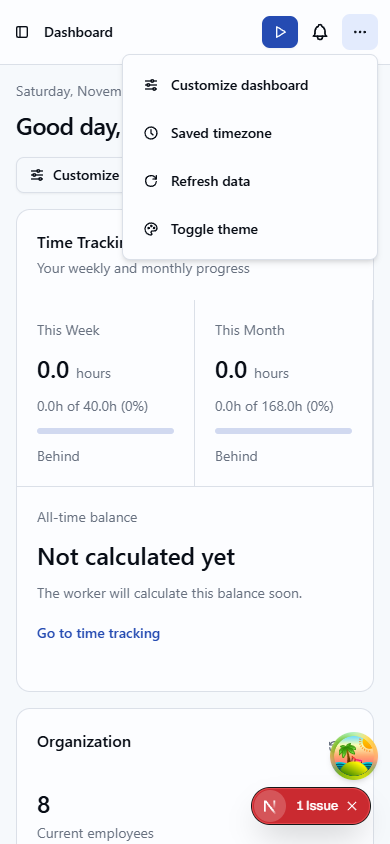 Dashboard
Customize dashboard
Saved timezone
Refresh data
Toggle theme
Saturday, Novem
Good day,
Customize
Time Trackin
Your weekly and monthly progress
This Week
0.0 hours
0.0h of 40.0h (0%)
Behind
This Month
0.0 hours
0.0h of 168.0h (0%)
Behind
All-time balance
Not calculated yet
The worker will calculate this balance soon.
Go to time tracking
Organization
8
Current employees
N
1 Issue